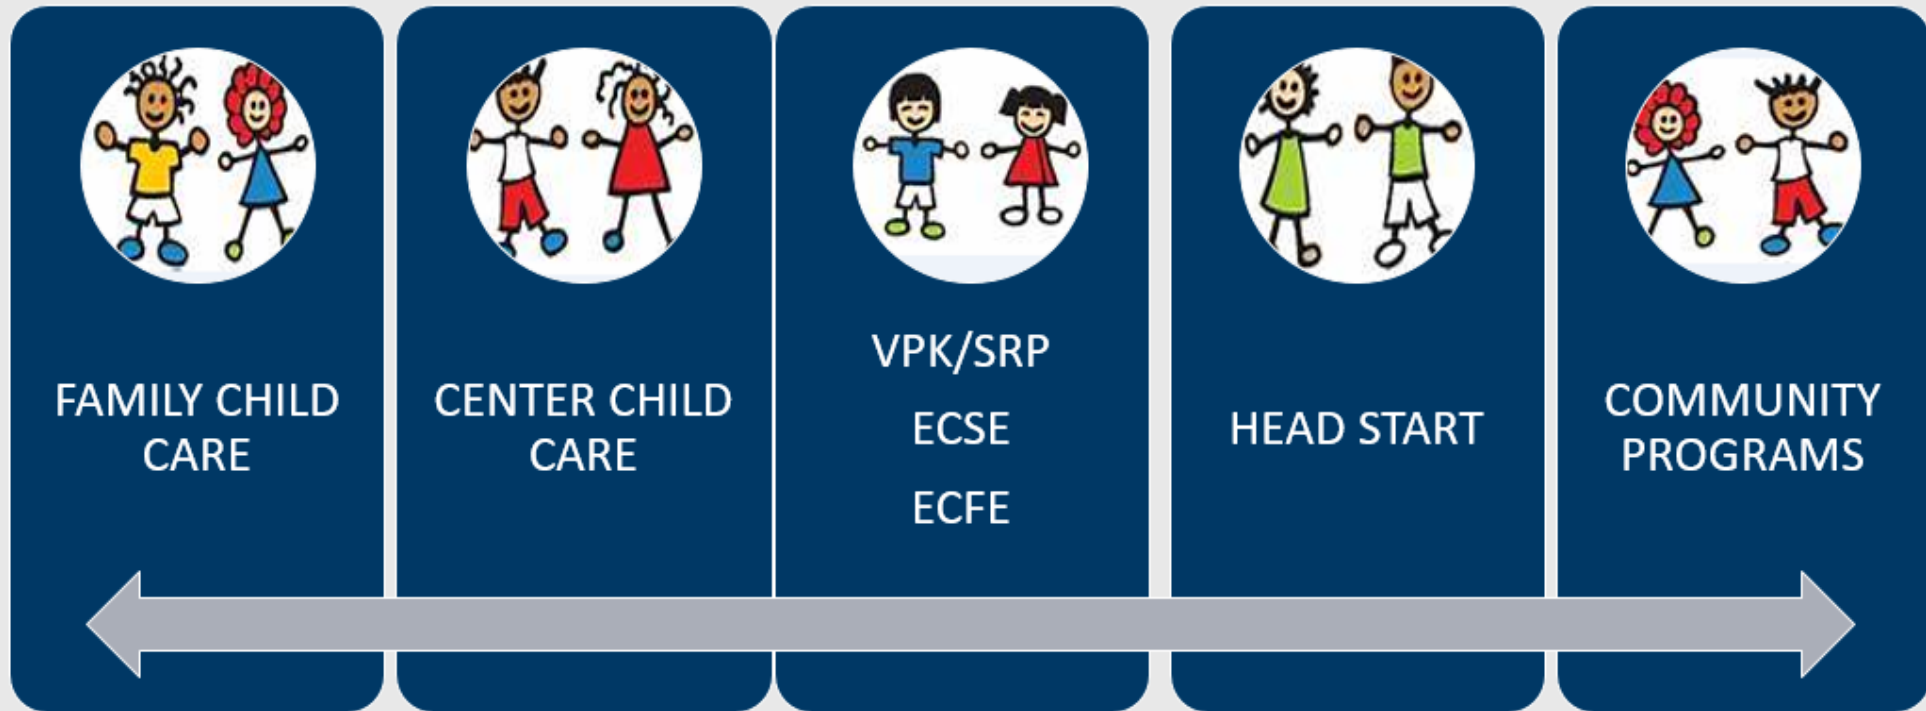 FAMILY CHILD
CARE
CENTER CHILD
CARE
VPK/SRP
ECSE
ECFE
HEAD START
COMMUNITY
PROGRAMS